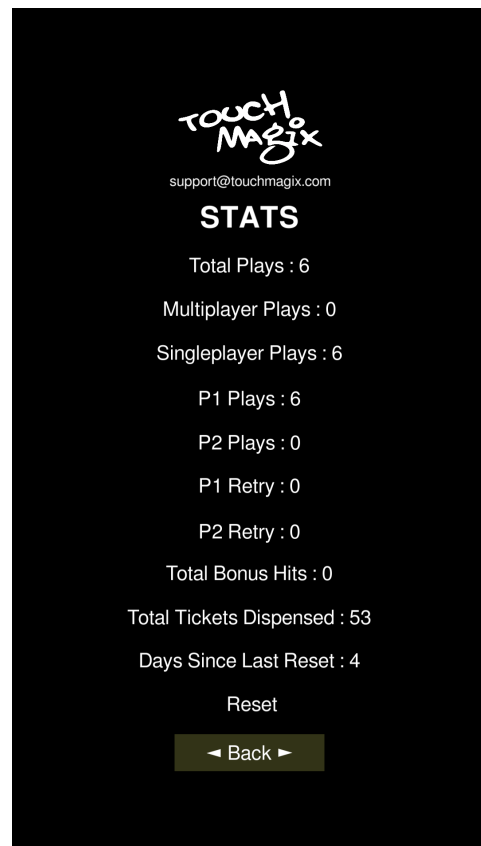 TOUCH
MAGix
support@touchmagix.com
STATS
Total Plays : 6
Multiplayer Plays : 0
Singleplayer Plays : 6
P1 Plays : 6
P2 Plays : 0
P1 Retry : 0
P2 Retry : 0
Total Bonus Hits : 0
Total Tickets Dispensed : 53
Days Since Last Reset : 4
Reset
◄ Back ►